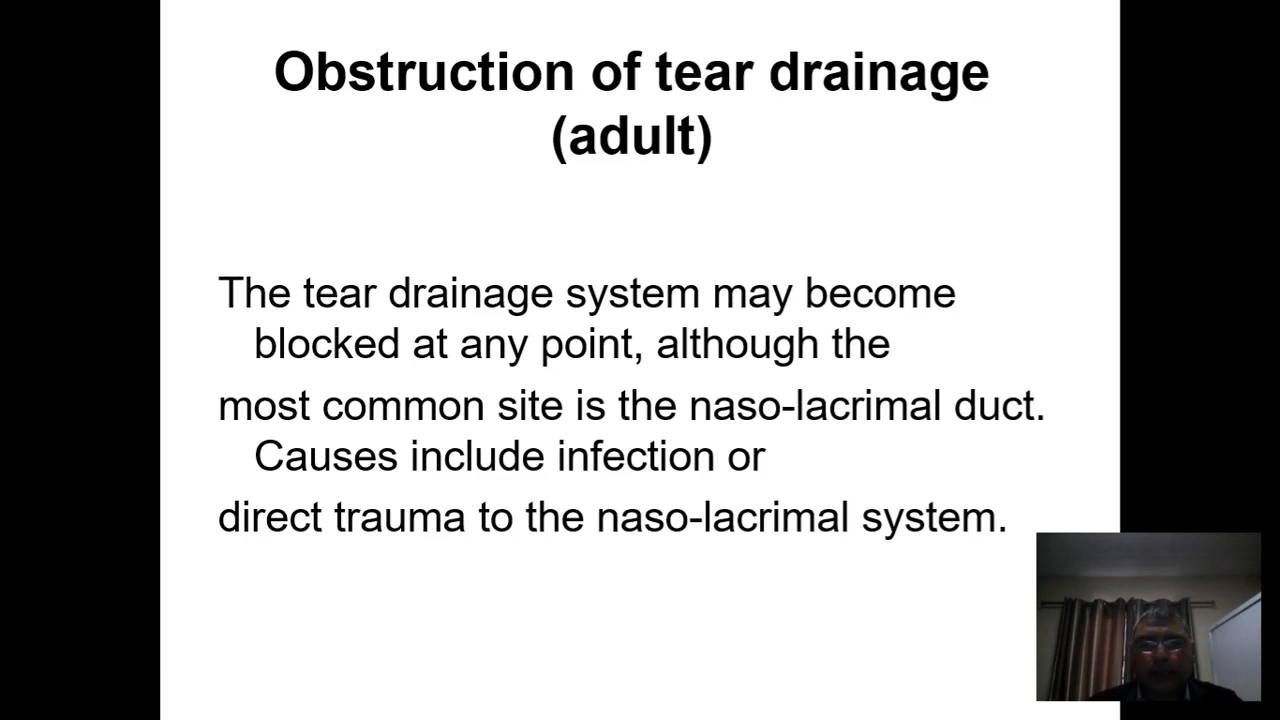 Obstruction of tear drainage
(adult)
The tear drainage system may become
blocked at any point, although the
most common site is the naso-lacrimal duct.
Causes include infection or
direct trauma to the naso-lacrimal system.